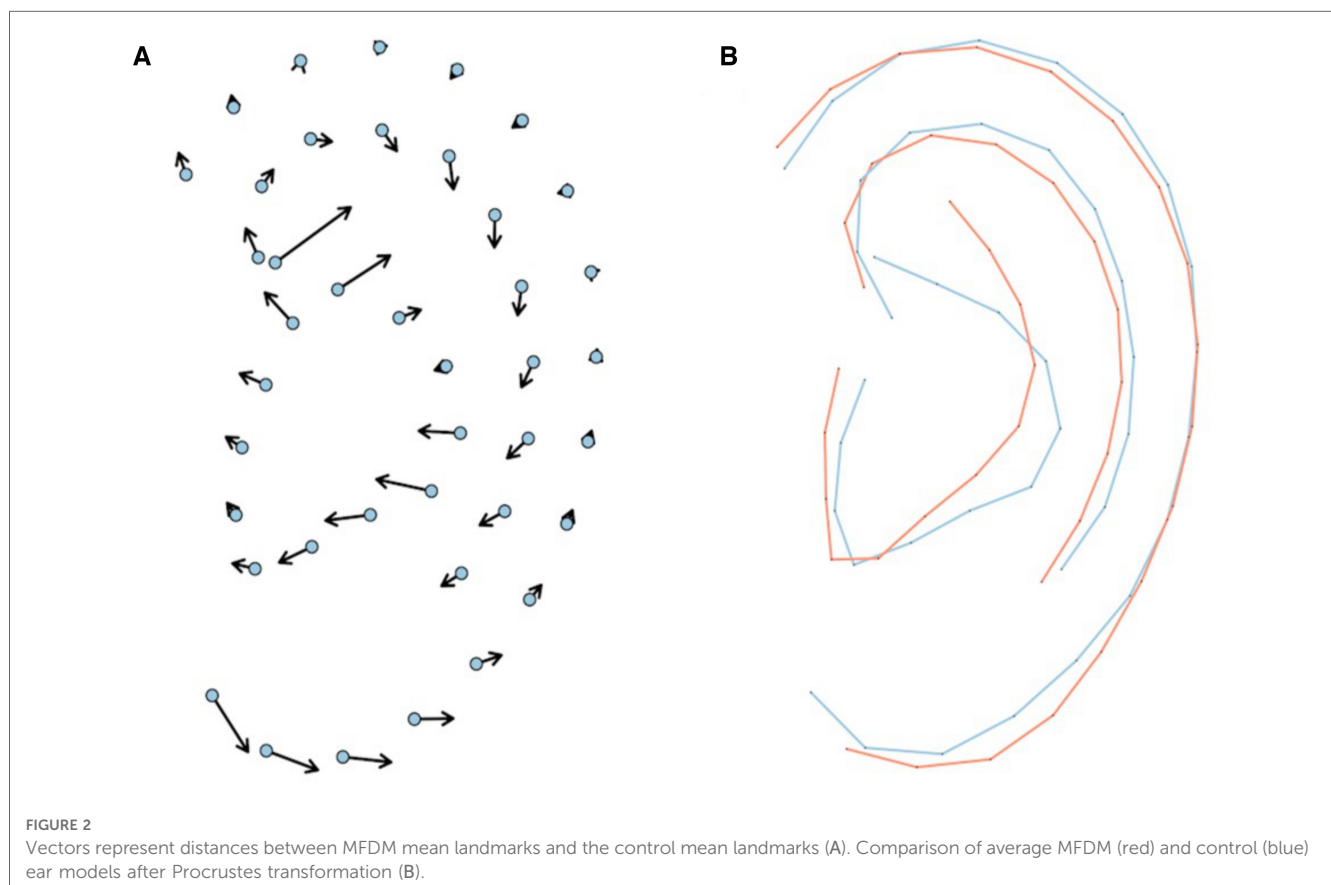 A
B
FIGURE 2
Vectors represent distances between MFDM mean landmarks and the control mean landmarks (A). Comparison of average MFDM (red) and control (blue)
ear models after Procrustes transformation (B).